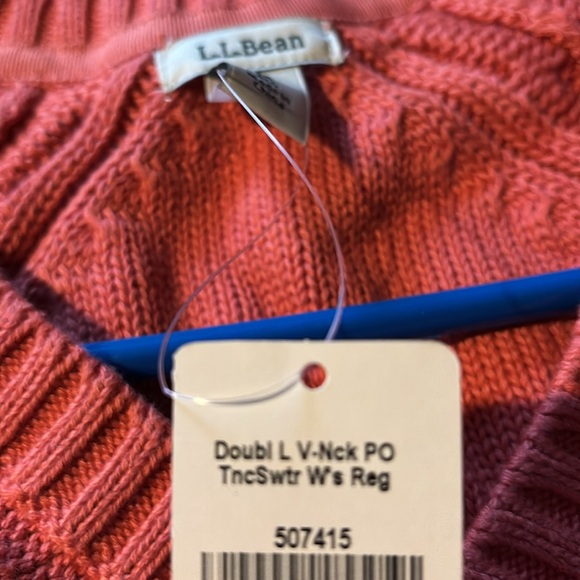 L.L.Bean
Doubl L V-Nck PO
TncSwtr W's Reg
507415